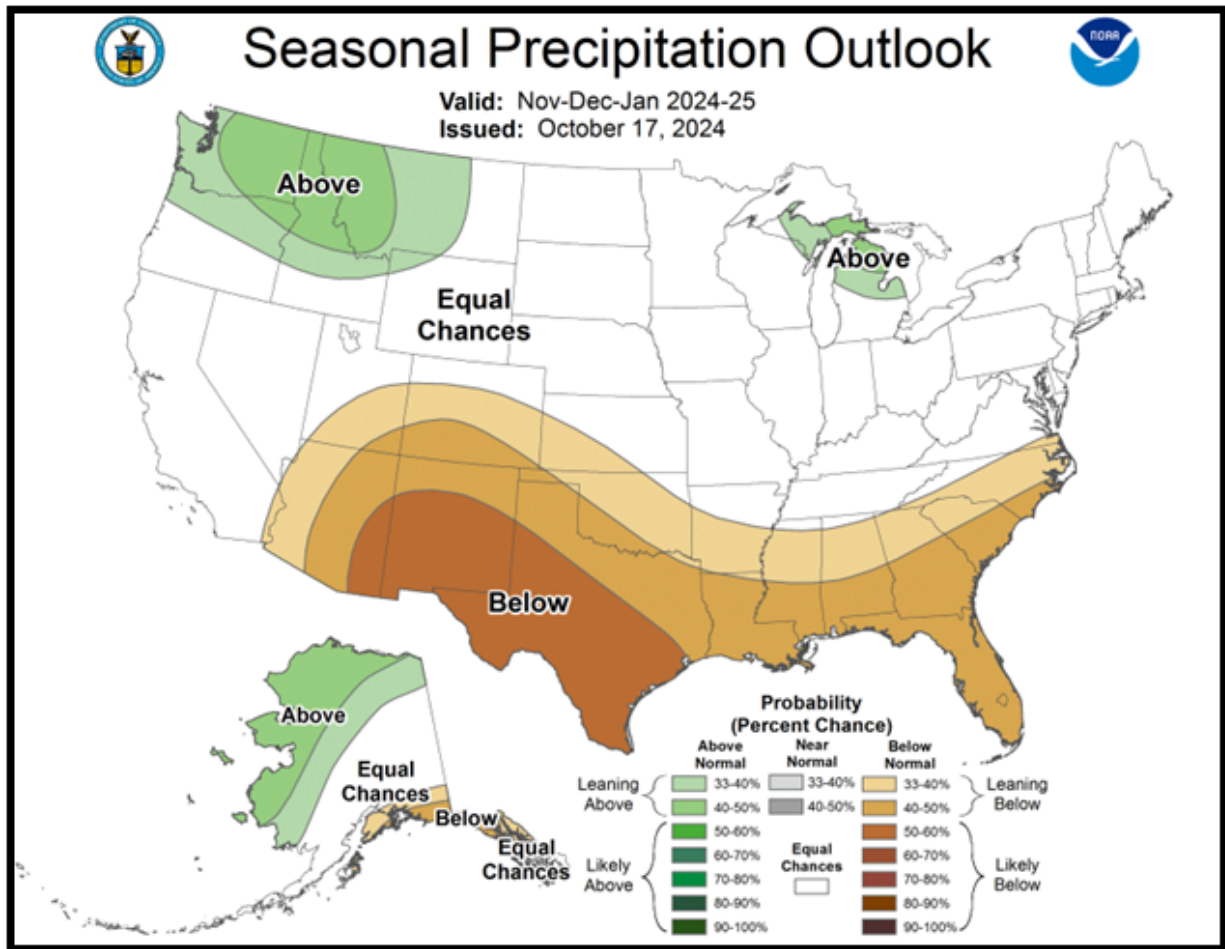 Seasonal Precipitation Outlook
NOAA
Valid: Nov-Dec-Jan 2024-25
Issued: October 17, 2024
Above
Above
Equal
Chances
Below
Above
Equal
Chances
Below
Equal
Chances
Probability
(Percent Chance)
Above
Normal
Near
Normal
Below
Normal
Leaning
Above
33-40%
33-40%
33-40%
Leaning
Below
40-50%
40-50%
40-50%
Likely
Above
50-60%
50-60%
Likely
Below
60-70%
60-70%
70-80%
70-80%
80-90%
80-90%
90-100%
90-100%
Equal
Chances